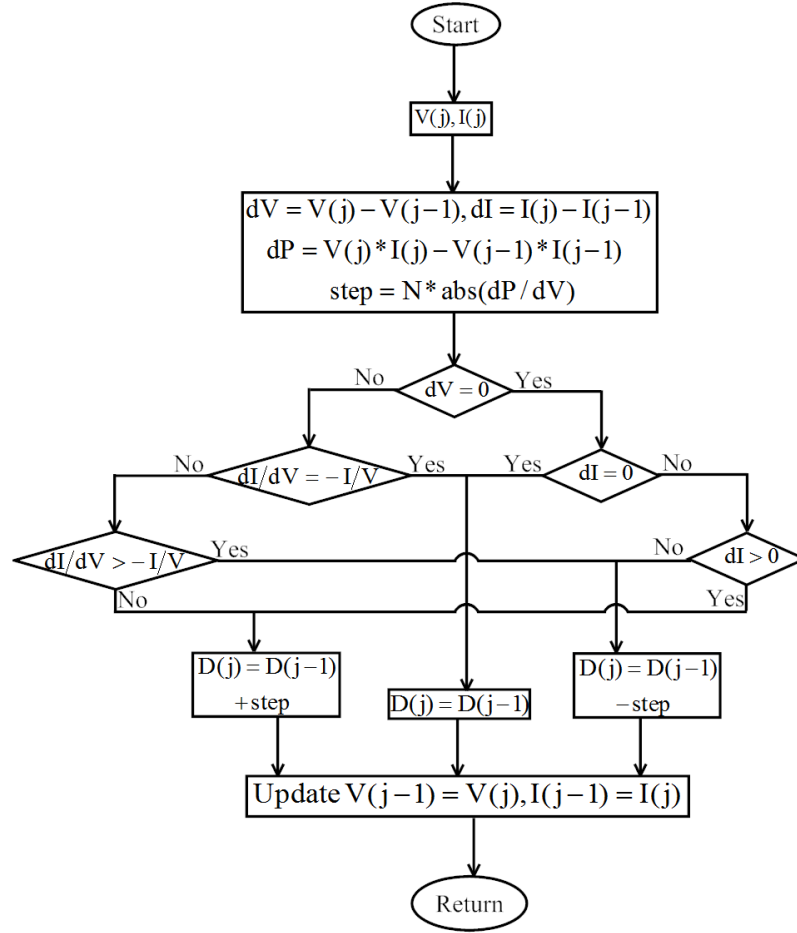 Start
V(j), I(j)
dV = V(j) − V(j−1), dI = I(j) − I(j−1)
dP = V(j)*I(j) − V(j−1)*I(j−1)
step = N* abs(dP/dV)
No
dV = 0
Yes
No
dI/dV = − I/V
Yes
Yes
dI = 0
No
dI/dV > − I/V
Yes
No
dI > 0
No
Yes
D(j) = D(j−1)
+step
D(j) = D(j−1)
D(j) = D(j−1)
−step
Update V(j−1) = V(j), I(j−1) = I(j)
Return